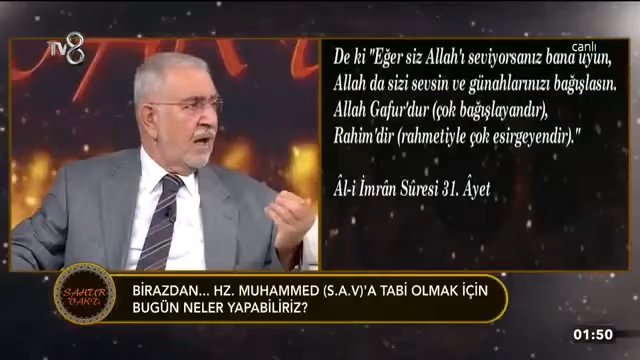 TV8
canlı
De ki "Eğer siz Allah'ı seviyorsanız bana uyun,
Allah da sizi sevsin ve günahlarınızı bağışlasın.
Allah Gafur'dur (çok bağışlayandır),
Rahim'dir (rahmetiyle çok esirgeyendir)."
Âl-i İmrân Sûresi 31. Âyet
SAHUR
VAKTİ
BİRAZDAN... HZ. MUHAMMED (S.A.V)'A TABİ OLMAK İÇİN
BUGÜN NELER YAPABİLİRİZ?
01:50